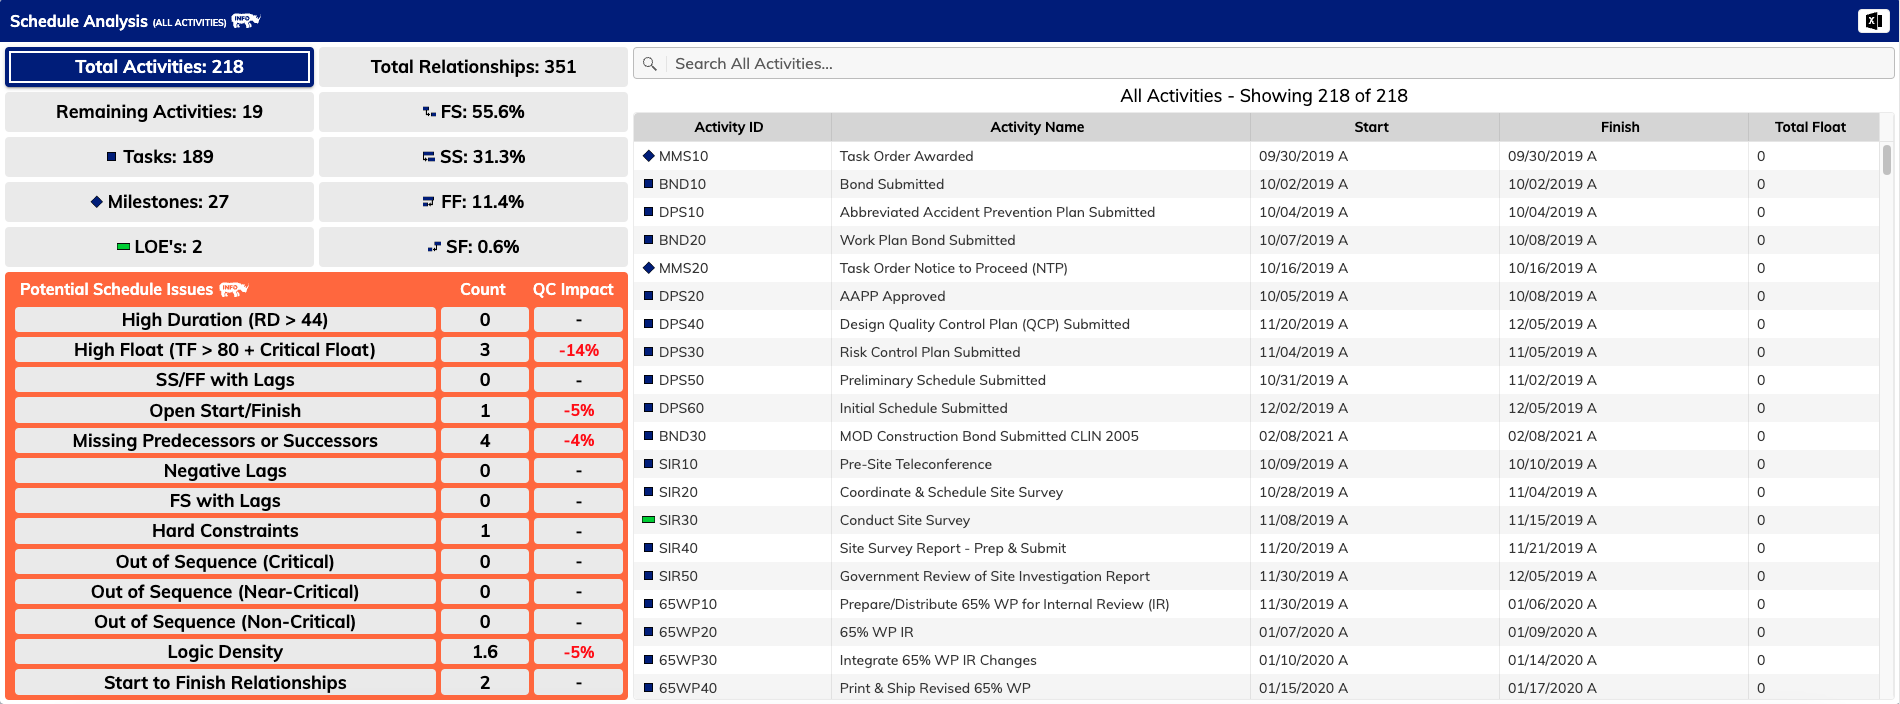 Schedule Analysis (ALL ACTIVITIES) INFO
Total Activities: 218
Total Relationships: 351
Remaining Activities: 19
FS: 55.6%
Tasks: 189
SS: 31.3%
Milestones: 27
FF: 11.4%
LOE's: 2
SF: 0.6%
Potential Schedule Issues INFO Count QC Impact
High Duration (RD > 44) 0 -
High Float (TF > 80 + Critical Float) 3 -14%
SS/FF with Lags 0 -
Open Start/Finish 1 -5%
Missing Predecessors or Successors 4 -4%
Negative Lags 0 -
FS with Lags 0 -
Hard Constraints 1 -
Out of Sequence (Critical) 0 -
Out of Sequence (Near-Critical) 0 -
Out of Sequence (Non-Critical) 0 -
Logic Density 1.6 -5%
Start to Finish Relationships 2 -
Search All Activities...
All Activities - Showing 218 of 218
Activity ID Activity Name Start Finish Total Float
MMS10 Task Order Awarded 09/30/2019 A 09/30/2019 A 0
BND10 Bond Submitted 10/02/2019 A 10/02/2019 A 0
DPS10 Abbreviated Accident Prevention Plan Submitted 10/04/2019 A 10/04/2019 A 0
BND20 Work Plan Bond Submitted 10/07/2019 A 10/08/2019 A 0
MMS20 Task Order Notice to Proceed (NTP) 10/16/2019 A 10/16/2019 A 0
DPS20 AAPP Approved 10/05/2019 A 10/08/2019 A 0
DPS40 Design Quality Control Plan (QCP) Submitted 11/20/2019 A 12/05/2019 A 0
DPS30 Risk Control Plan Submitted 11/04/2019 A 11/05/2019 A 0
DPS50 Preliminary Schedule Submitted 10/31/2019 A 11/02/2019 A 0
DPS60 Initial Schedule Submitted 12/02/2019 A 12/05/2019 A 0
BND30 MOD Construction Bond Submitted CLIN 2005 02/08/2021 A 02/08/2021 A 0
SIR10 Pre-Site Teleconference 10/09/2019 A 10/10/2019 A 0
SIR20 Coordinate & Schedule Site Survey 10/28/2019 A 11/04/2019 A 0
SIR30 Conduct Site Survey 11/08/2019 A 11/15/2019 A 0
SIR40 Site Survey Report - Prep & Submit 11/20/2019 A 11/21/2019 A 0
SIR50 Government Review of Site Investigation Report 11/30/2019 A 12/05/2019 A 0
65WP10 Prepare/Distribute 65% WP for Internal Review (IR) 11/30/2019 A 01/06/2020 A 0
65WP20 65% WP IR 01/07/2020 A 01/09/2020 A 0
65WP30 Integrate 65% WP IR Changes 01/10/2020 A 01/14/2020 A 0
65WP40 Print & Ship Revised 65% WP 01/15/2020 A 01/17/2020 A 0